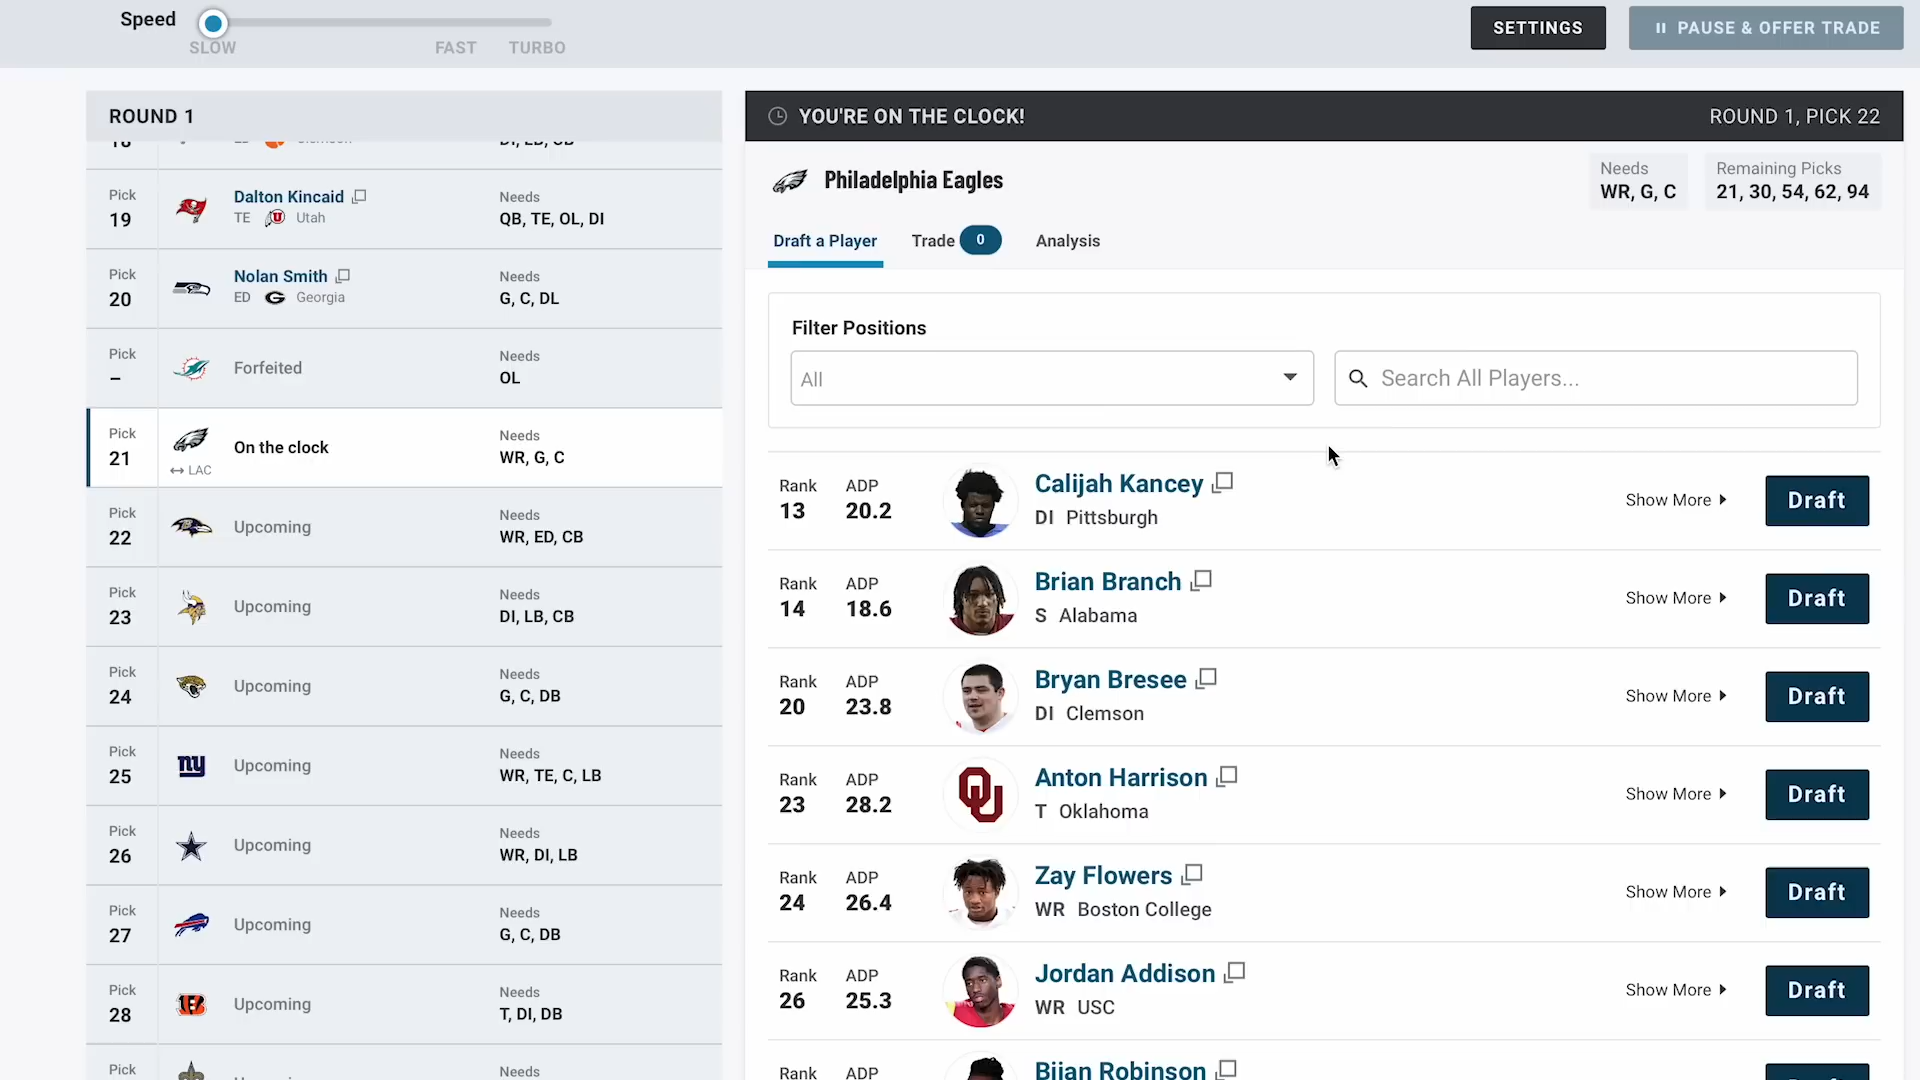 Speed
SLOW
FAST
TURBO
SETTINGS
PAUSE & OFFER TRADE
ROUND 1
18
Pick
19
Dalton Kincaid
TE
Utah
Needs
QB, TE, OL, DI
Pick
20
Nolan Smith
ED
G
Georgia
Needs
G, C, DL
Pick
–
Forfeited
Needs
OL
Pick
21
LAC
On the clock
Needs
WR, G, C
Pick
22
Upcoming
Needs
WR, ED, CB
Pick
23
Upcoming
Needs
DI, LB, CB
Pick
24
Upcoming
Needs
G, C, DB
Pick
25
ny
Upcoming
Needs
WR, TE, C, LB
Pick
26
Upcoming
Needs
WR, DI, LB
Pick
27
Upcoming
Needs
G, C, DB
Pick
28
Upcoming
Needs
T, DI, DB
Pick
Needs
YOU'RE ON THE CLOCK!
ROUND 1, PICK 22
Philadelphia Eagles
Needs
WR, G, C
Remaining Picks
21, 30, 54, 62, 94
Draft a Player
Trade 0
Analysis
Filter Positions
All
Search All Players...
Rank
13
ADP
20.2
Calijah Kancey
DI Pittsburgh
Show More
Draft
Rank
14
ADP
18.6
Brian Branch
S Alabama
Show More
Draft
Rank
20
ADP
23.8
Bryan Bresee
DI Clemson
Show More
Draft
Rank
23
ADP
28.2
OU
Anton Harrison
T Oklahoma
Show More
Draft
Rank
24
ADP
26.4
Zay Flowers
WR Boston College
Show More
Draft
Rank
26
ADP
25.3
Jordan Addison
WR USC
Show More
Draft
Rank
ADP
Bijan Robinson